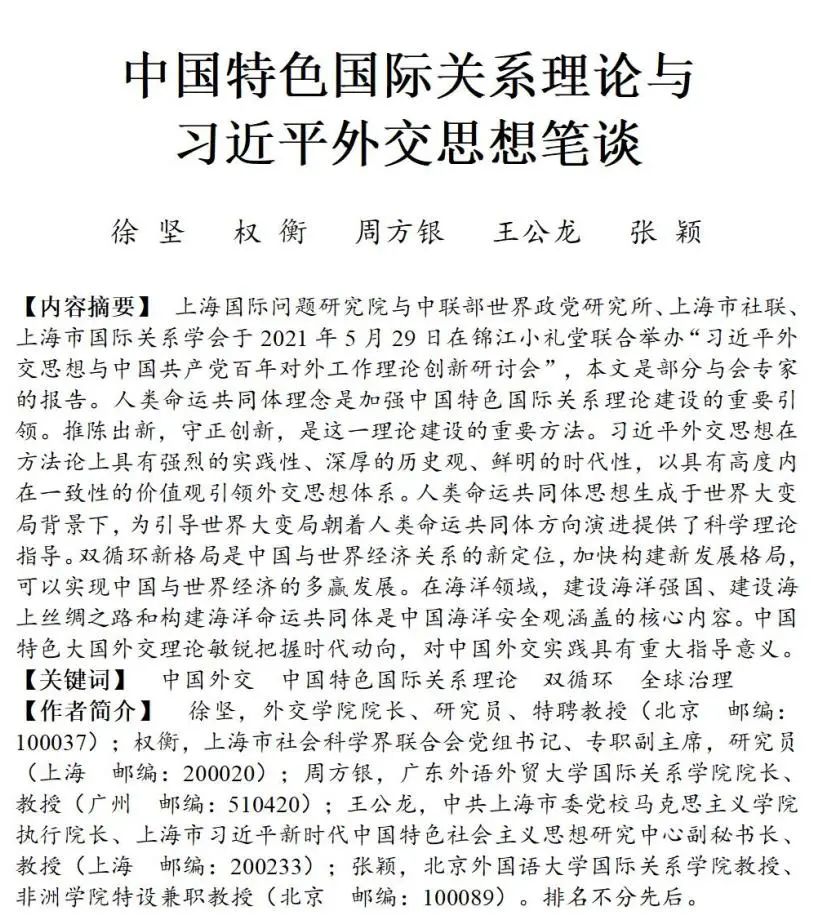 中国特色国际关系理论与
习近平外交思想笔谈
徐 坚 权 衡 周方银 王公龙 张 颖
【内容摘要】 上海国际问题研究院与中联部世界政党研究所、上海市社联、
上海市国际关系学会于 2021 年 5 月 29 日在锦江小礼堂联合举办“习近平外
交思想与中国共产党百年对外工作理论创新研讨会”，本文是部分与会专家
的报告。人类命运共同体理念是加强中国特色国际关系理论建设的重要引
领。推陈出新，守正创新，是这一理论建设的重要方法。习近平外交思想在
方法论上具有强烈的实践性、深厚的历史观、鲜明的时代性，以具有高度内
在一致性的价值观引领外交思想体系。人类命运共同体思想生成于世界大变
局背景下，为引导世界大变局朝着人类命运共同体方向演进提供了科学理论
指导。双循环新格局是中国与世界经济关系的新定位，加快构建新发展格局，
可以实现中国与世界经济的多赢发展。在海洋领域，建设海洋强国、建设海
上丝绸之路和构建海洋命运共同体是中国海洋安全观涵盖的核心内容。中国
特色大国外交理论敏锐把握时代动向，对中国外交实践具有重大指导意义。
【关键词】 中国外交 中国特色国际关系理论 双循环 全球治理
【作者简介】 徐坚，外交学院院长、研究员、特聘教授（北京 邮编：
100037）；权衡，上海市社会科学界联合会党组书记、专职副主席，研究员
（上海 邮编：200020）；周方银，广东外语外贸大学国际关系学院院长、
教授（广州 邮编：510420）；王公龙，中共上海市委党校马克思主义学院
执行院长、上海市习近平新时代中国特色社会主义思想研究中心副秘书长、
教授（上海 邮编：200233）；张颖，北京外国语大学国际关系学院教授、
非洲学院特设兼职教授（北京 邮编：100089）。排名不分先后。